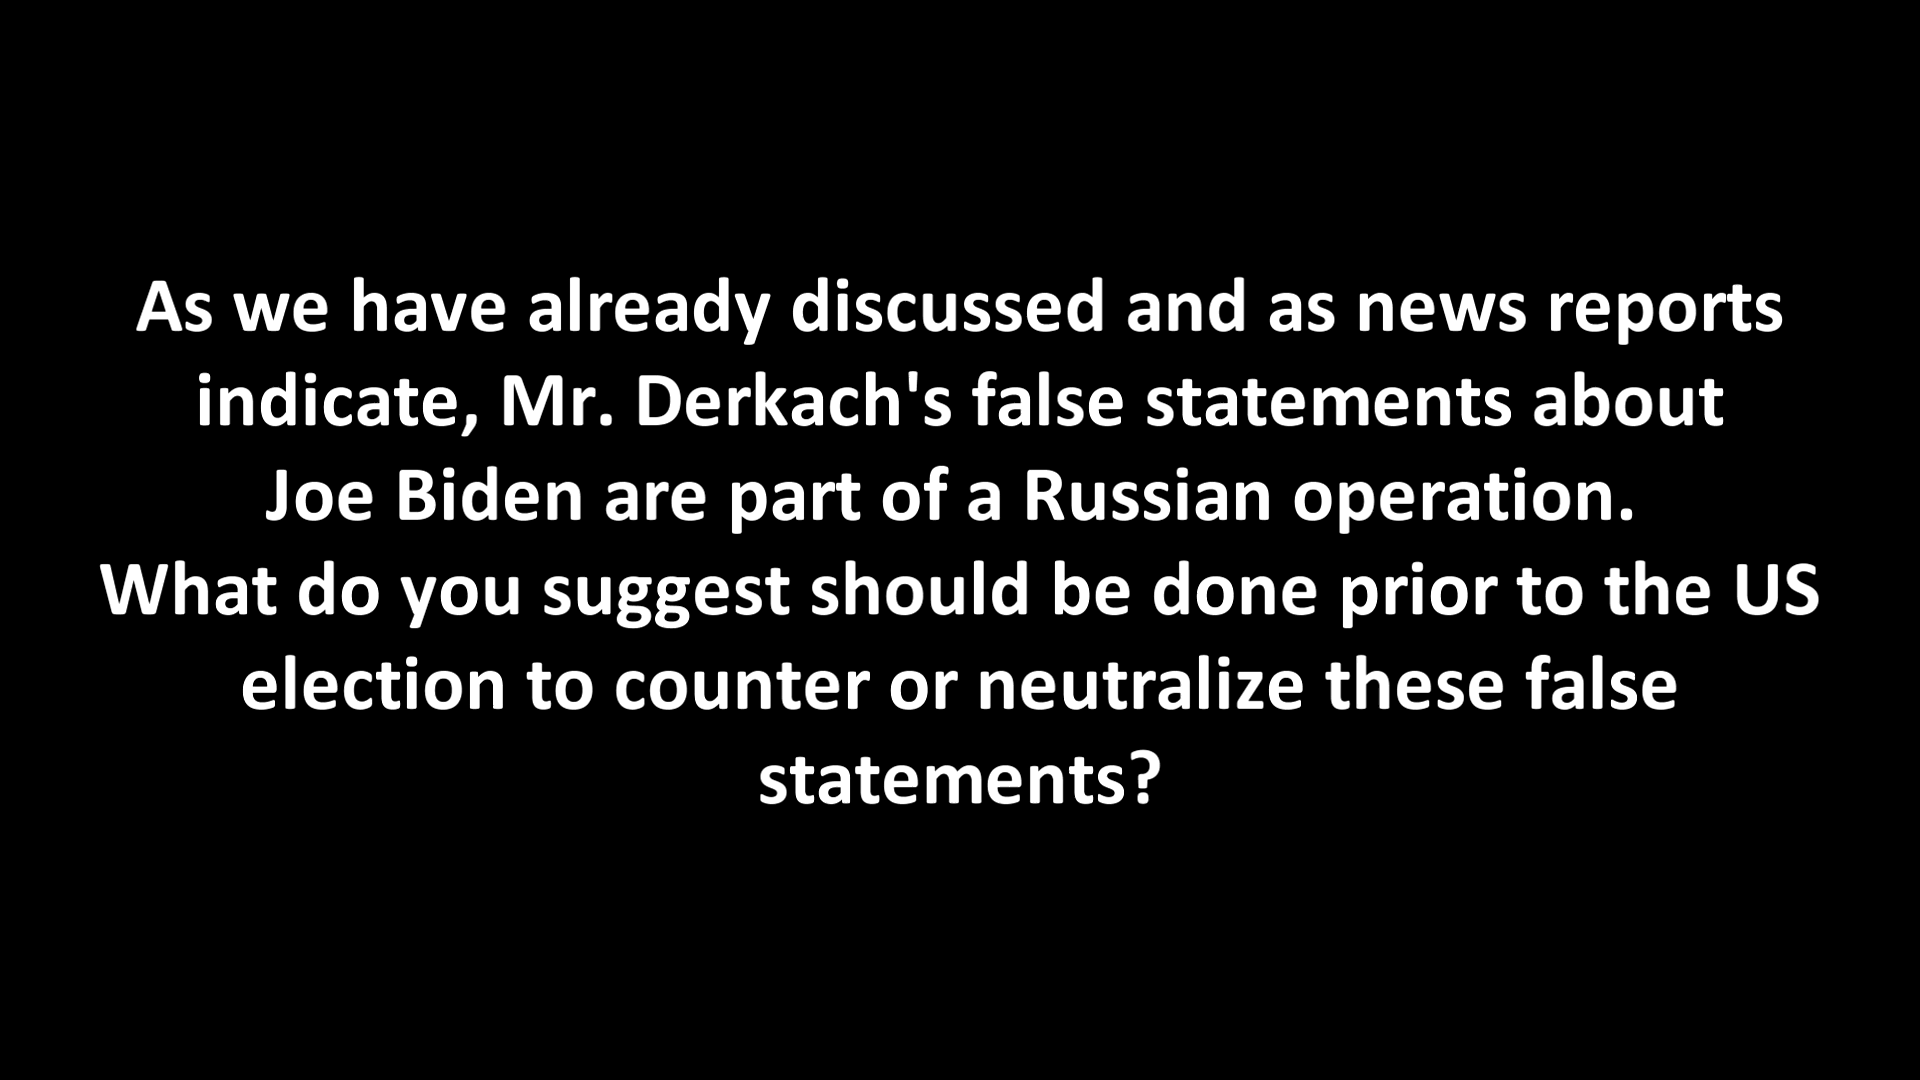 As we have already discussed and as news reports
indicate, Mr. Derkach's false statements about
Joe Biden are part of a Russian operation.
What do you suggest should be done prior to the US
election to counter or neutralize these false
statements?